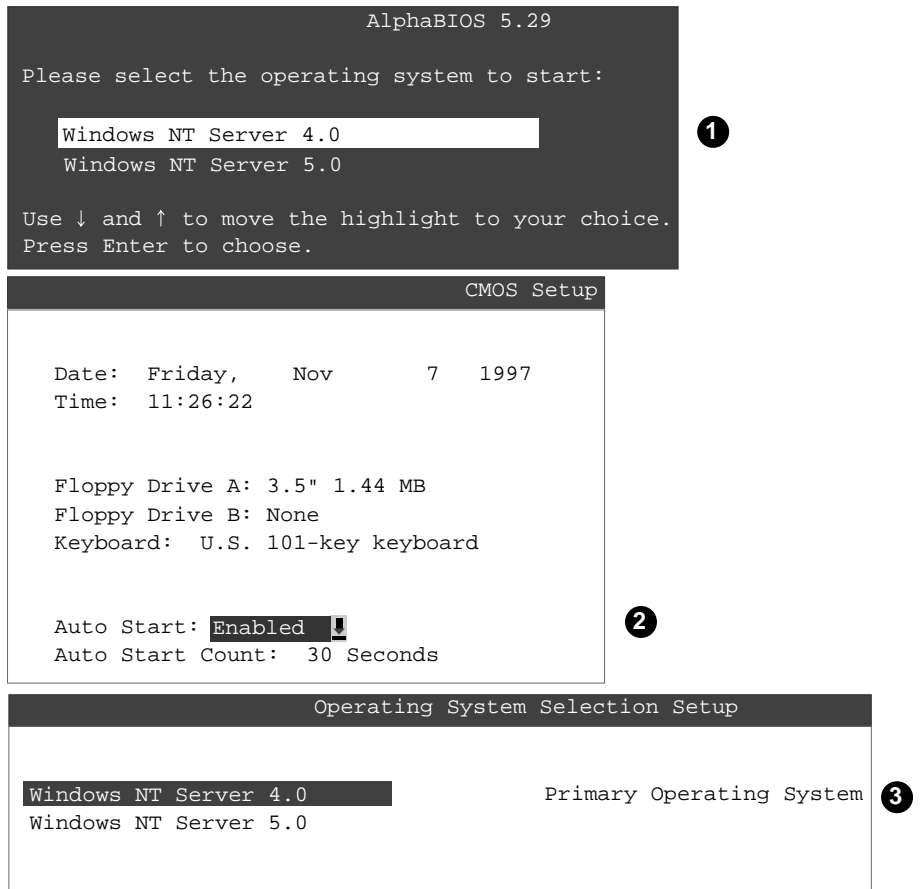 AlphaBIOS 5.29
Please select the operating system to start:
Windows NT Server 4.0
1
Windows NT Server 5.0
Use ↓ and ↑ to move the highlight to your choice.
Press Enter to choose.
CMOS Setup
Date: Friday, Nov 7 1997
Time: 11:26:22
Floppy Drive A: 3.5" 1.44 MB
Floppy Drive B: None
Keyboard: U.S. 101-key keyboard
Auto Start: Enabled
2
Auto Start Count: 30 Seconds
Operating System Selection Setup
Windows NT Server 4.0 Primary Operating System
3
Windows NT Server 5.0